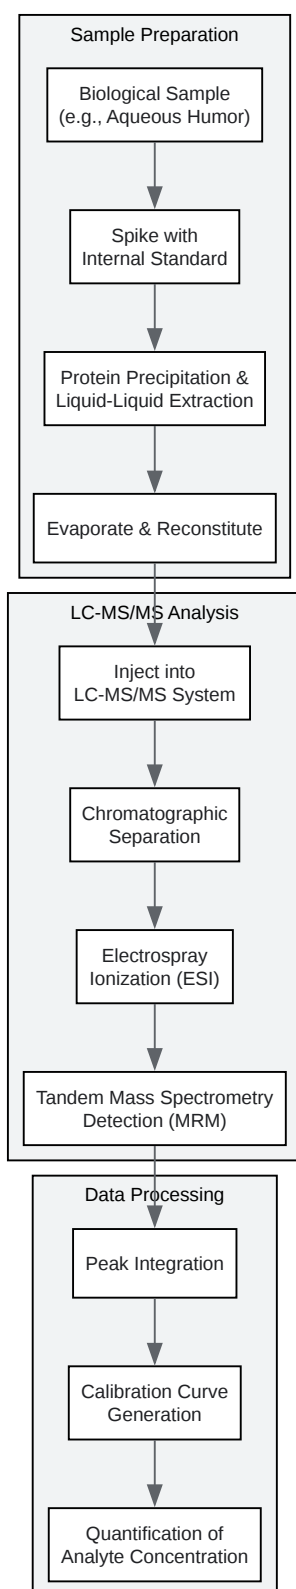 Sample Preparation
Biological Sample
(e.g., Aqueous Humor)
Spike with
Internal Standard
Protein Precipitation &
Liquid-Liquid Extraction
Evaporate & Reconstitute
LC-MS/MS Analysis
Inject into
LC-MS/MS System
Chromatographic
Separation
Electrospray
Ionization (ESI)
Tandem Mass Spectrometry
Detection (MRM)
Data Processing
Peak Integration
Calibration Curve
Generation
Quantification of
Analyte Concentration